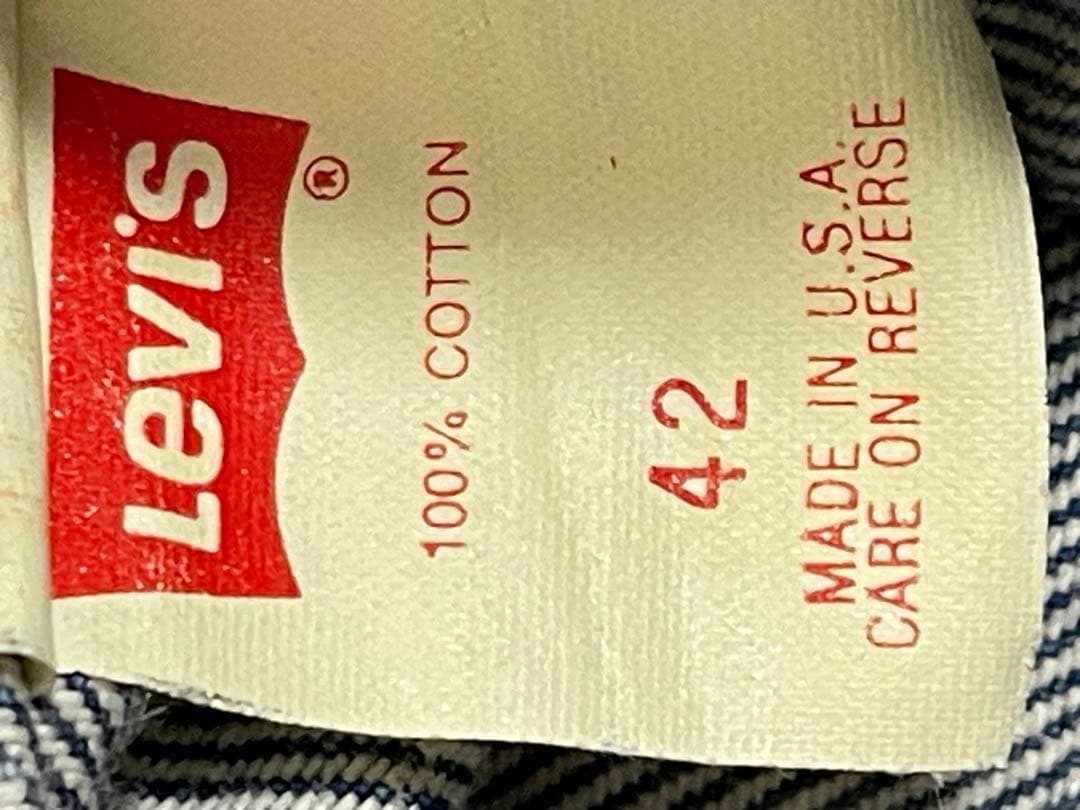 Levi's®
100% COTTON
42
MADE IN U.S.A.
CARE ON REVERSE